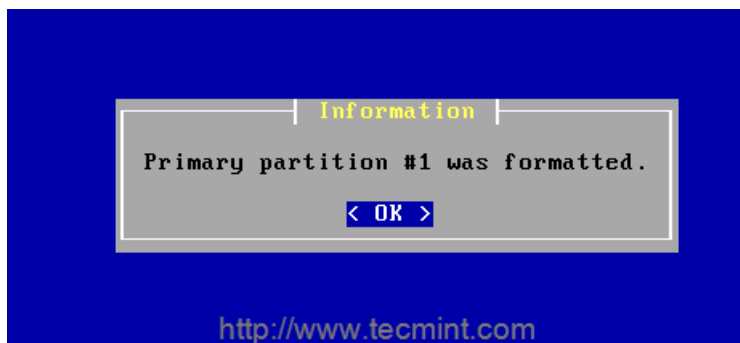 Information
Primary partition #1 was formatted.
< OK >
http://www.tecmint.com